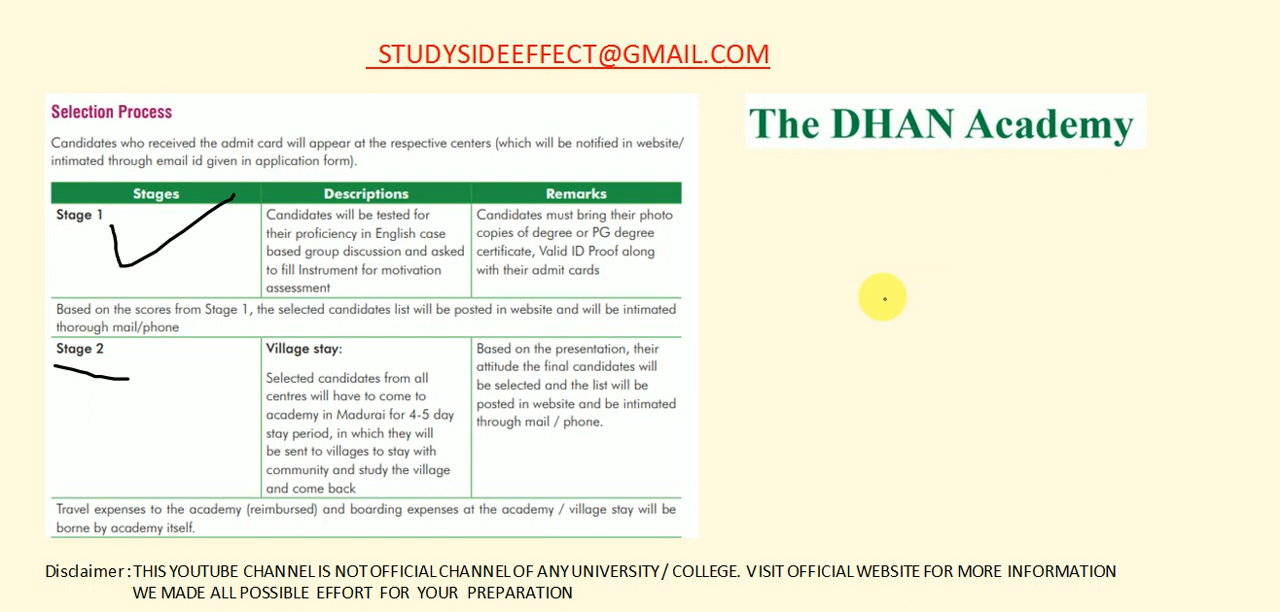 STUDYSIDEEFFECT@GMAIL.COM
The DHAN Academy
Selection Process
Candidates who received the admit card will appear at the respective centers (which will be notified in website/
intimated through email id given in application form).
Stages
Descriptions
Remarks
Stage 1
Candidates will be tested for
their proficiency in English case
based group discussion and asked
to fill Instrument for motivation
assessment
Candidates must bring their photo
copies of degree or PG degree
certificate, Valid ID Proof along
with their admit cards
Based on the scores from Stage 1, the selected candidates list will be posted in website and will be intimated
thorough mail/phone
Stage 2
Village stay:
Selected candidates from all
centres will have to come to
academy in Madurai for 4-5 day
stay period, in which they will
be sent to villages to stay with
community and study the village
and come back
Based on the presentation, their
attitude the final candidates will
be selected and the list will be
posted in website and be intimated
through mail / phone.
Travel expenses to the academy (reimbursed) and boarding expenses at the academy / village stay will be
borne by academy itself.
Disclaimer : THIS YOUTUBE CHANNEL IS NOT OFFICIAL CHANNEL OF ANY UNIVERSITY / COLLEGE. VISIT OFFICIAL WEBSITE FOR MORE INFORMATION
WE MADE ALL POSSIBLE EFFORT FOR YOUR PREPARATION